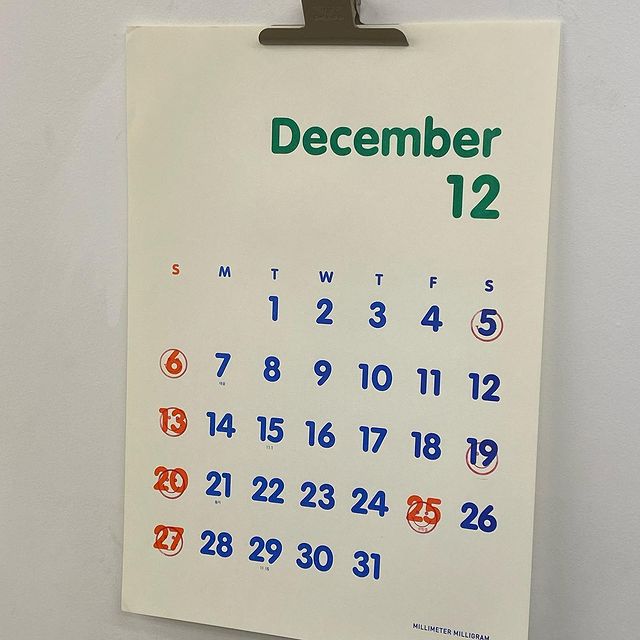 December
12
S M T W T F S
1 2 3 4 5
6 7 8 9 10 11 12
13 14 15 16 17 18 19
20 21 22 23 24 25 26
27 28 29 30 31
MILLIMETER MILLIGRAM